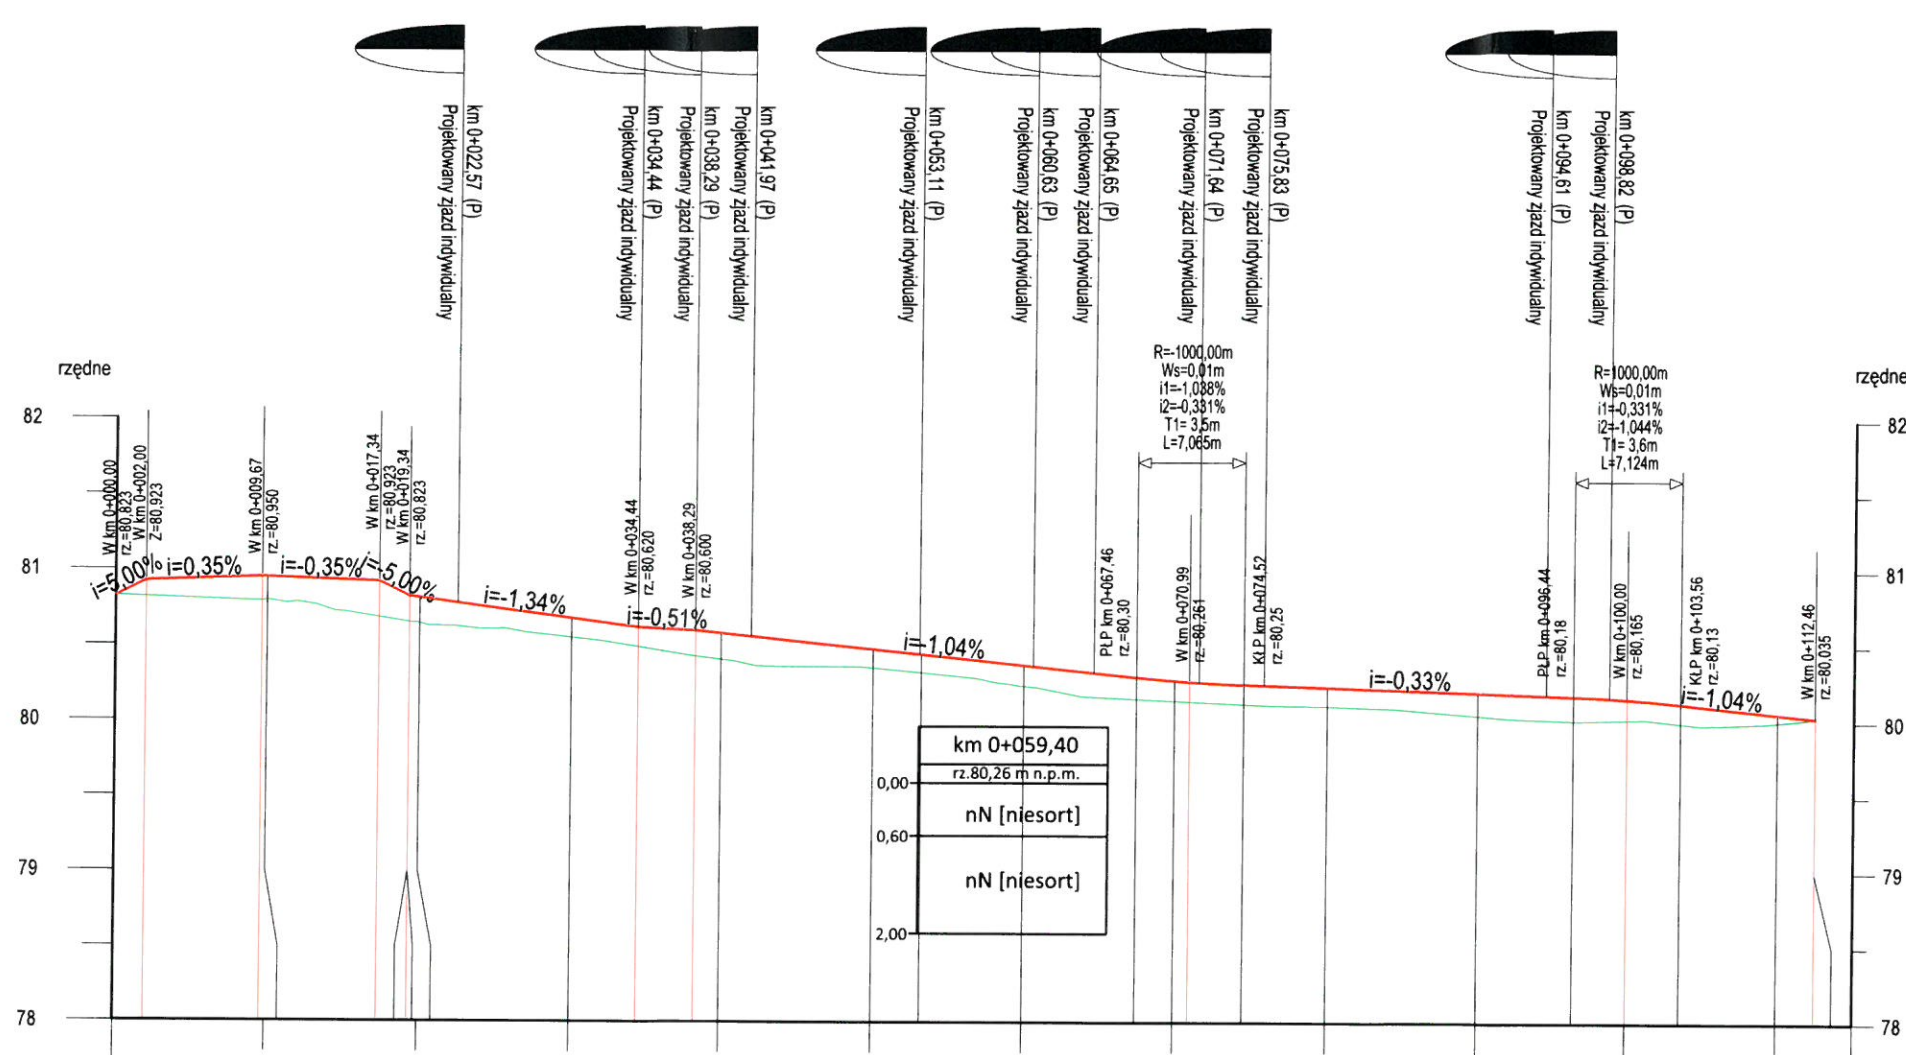 km 0+022,57 (P)
Projektowany zjazd indywidualny
km 0+034,44 (P)
Projektowany zjazd indywidualny
km 0+038,29 (P)
Projektowany zjazd indywidualny
km 0+041,97 (P)
Projektowany zjazd indywidualny
km 0+053,11 (P)
Projektowany zjazd indywidualny
km 0+060,63 (P)
Projektowany zjazd indywidualny
km 0+064,65 (P)
Projektowany zjazd indywidualny
km 0+071,64 (P)
Projektowany zjazd indywidualny
km 0+075,83 (P)
Projektowany zjazd indywidualny
km 0+094,61 (P)
Projektowany zjazd indywidualny
km 0+098,82 (P)
Projektowany zjazd indywidualny
R=-1000,00m
Ws=0,01m
i1=-1,038%
i2=-0,331%
T1= 3,5m
L=7,065m
R=1000,00m
Ws=0,01m
i1=-0,331%
i2=-1,044%
T1= 3,6m
L=7,124m
rzędne
82
81
80
79
78
rzędne
82
81
80
79
78
W km 0+000,00
rz.=80,823
W km 0+002,00
Z=80,923
W km 0+009,67
rz.=80,950
W km 0+017,34
rz.=80,923
W km 0+019,34
rz.=80,823
W km 0+034,44
rz.=80,620
W km 0+038,29
rz.=80,600
PŁP km 0+067,46
rz.=80,30
W km 0+070,99
rz.=80,261
KŁP km 0+074,52
rz.=80,25
PŁP km 0+096,44
rz.=80,18
W km 0+100,00
rz.=80,165
KŁP km 0+103,56
rz.=80,13
W km 0+112,46
rz.=80,035
i=5,00%
i=0,35%
i=-0,35%
i=-5,00%
i=-1,34%
i=-0,51%
i=-1,04%
i=-0,33%
i=-1,04%
km 0+059,40
rz.80,26 m n.p.m.
0,00
nN [niesort]
0,60
nN [niesort]
2,00